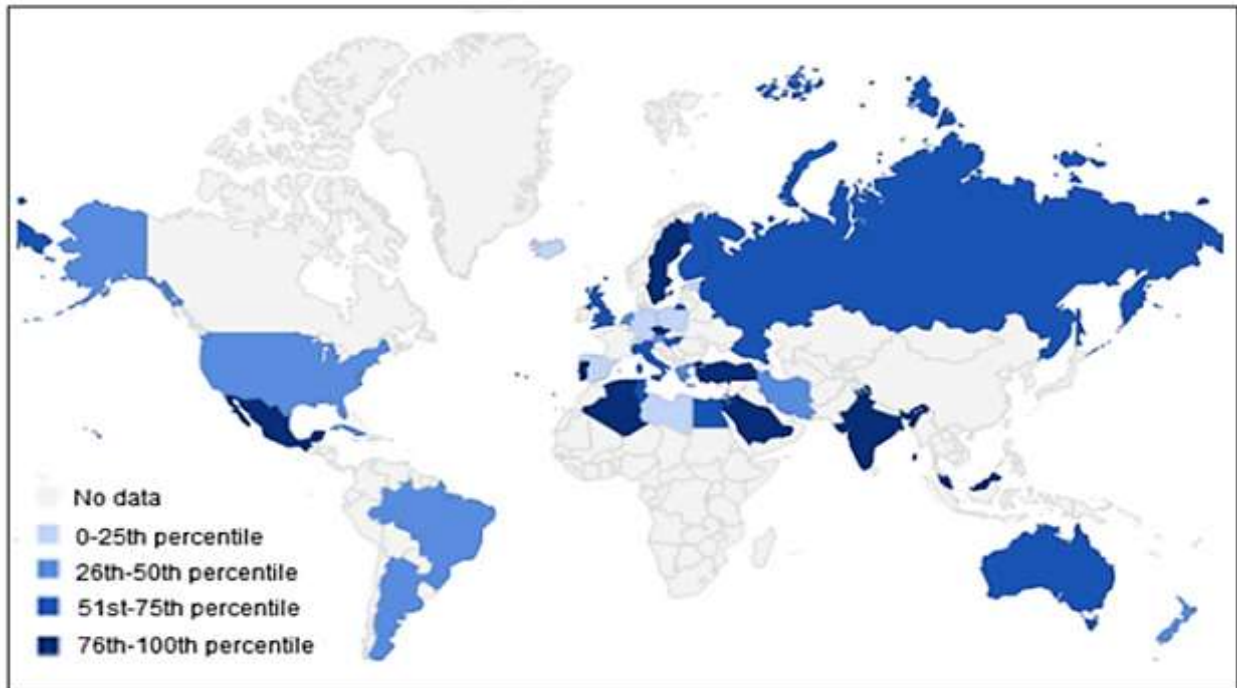 No data
0-25th percentile
26th-50th percentile
51st-75th percentile
76th-100th percentile